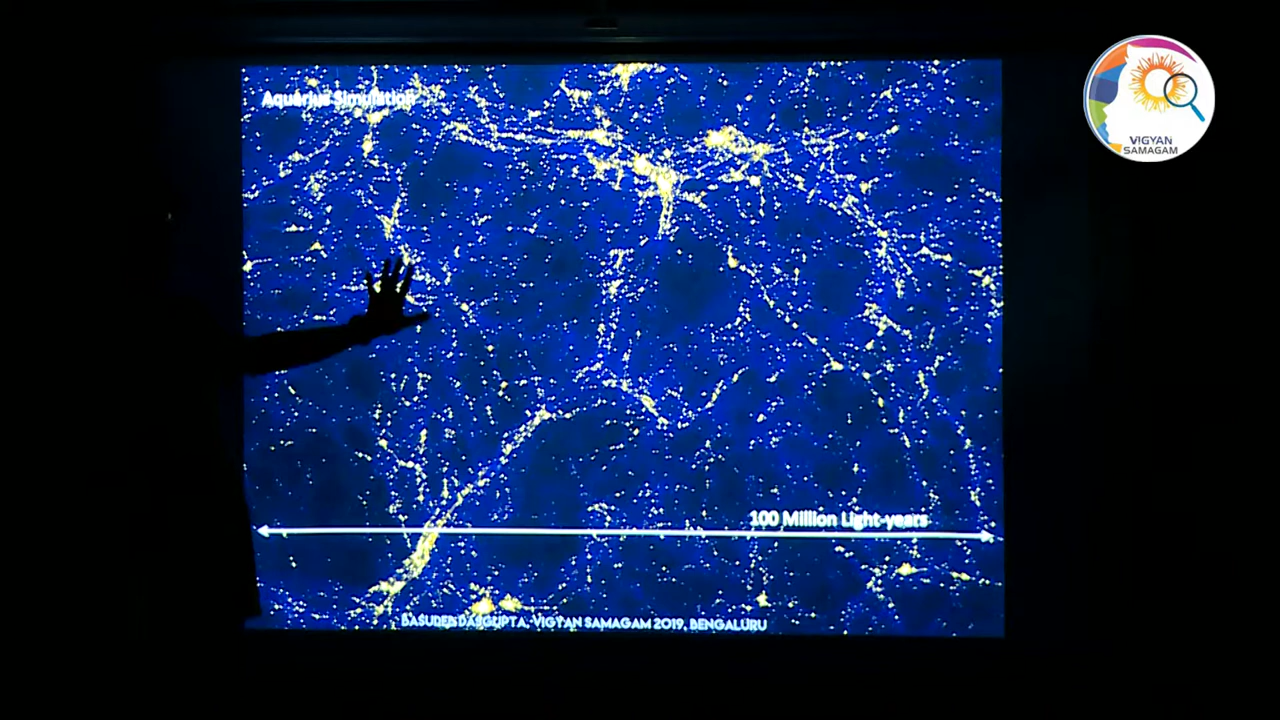 Aquarius Simulation
VIGYAN
SAMAGAM
100 Million Light-years
BASUDEB DASGUPTA, VIGYAN SAMAGAM 2019, BENGALURU